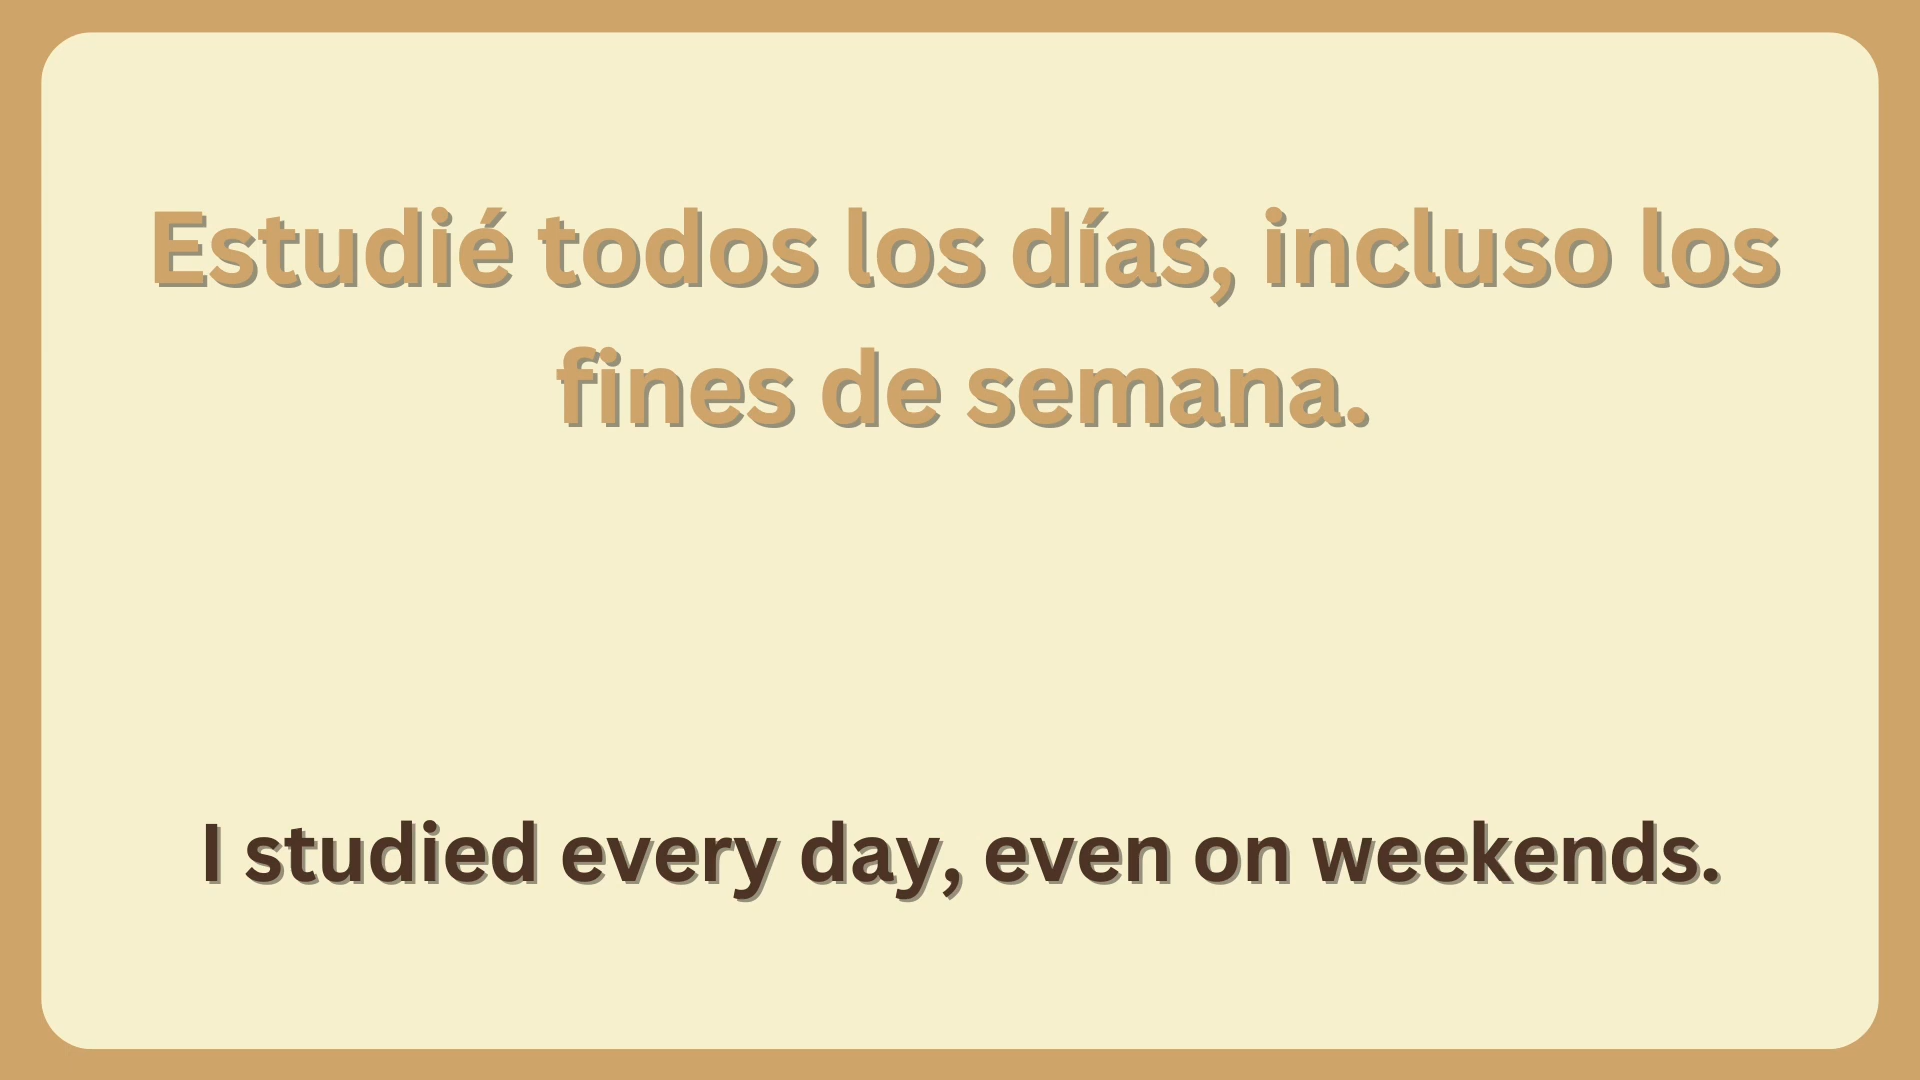 Estudié todos los días, incluso los
fines de semana.
I studied every day, even on weekends.